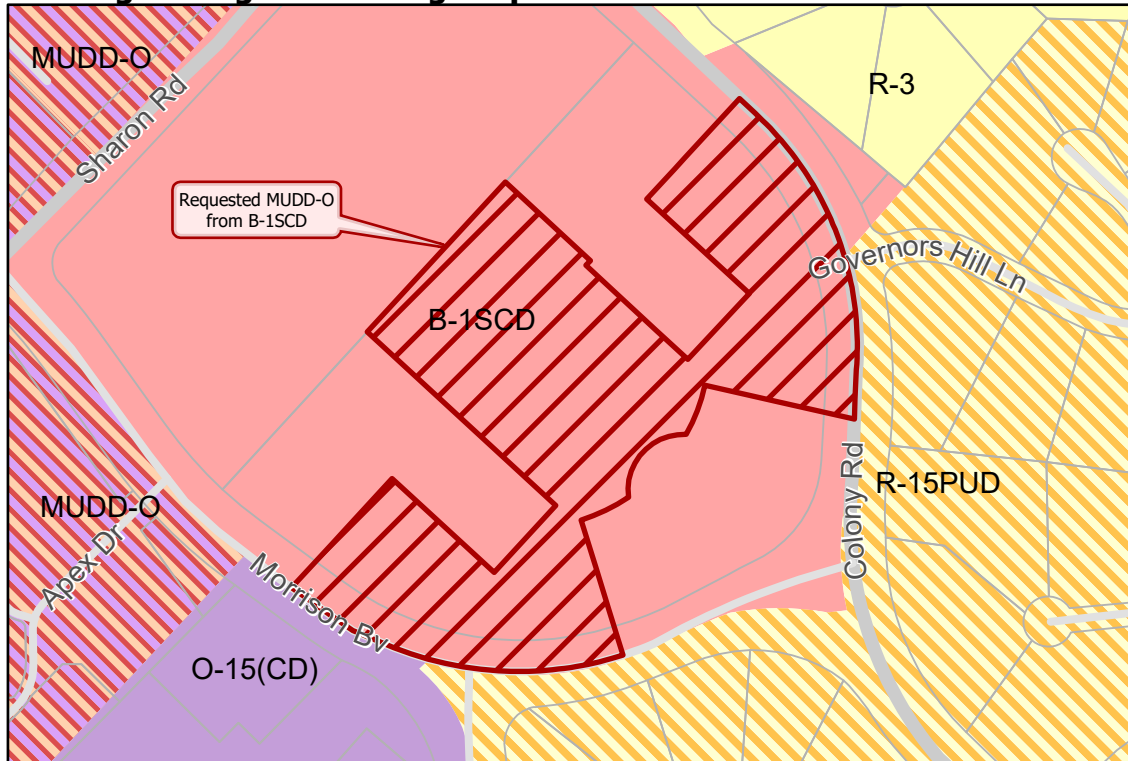 MUDD-O
R-3
Sharon Rd
Requested MUDD-O
from B-1SCD
Governors Hill Ln
B-1SCD
R-15PUD
MUDD-O
Colony Rd
Apex Dr
Morrison Bv
O-15(CD)